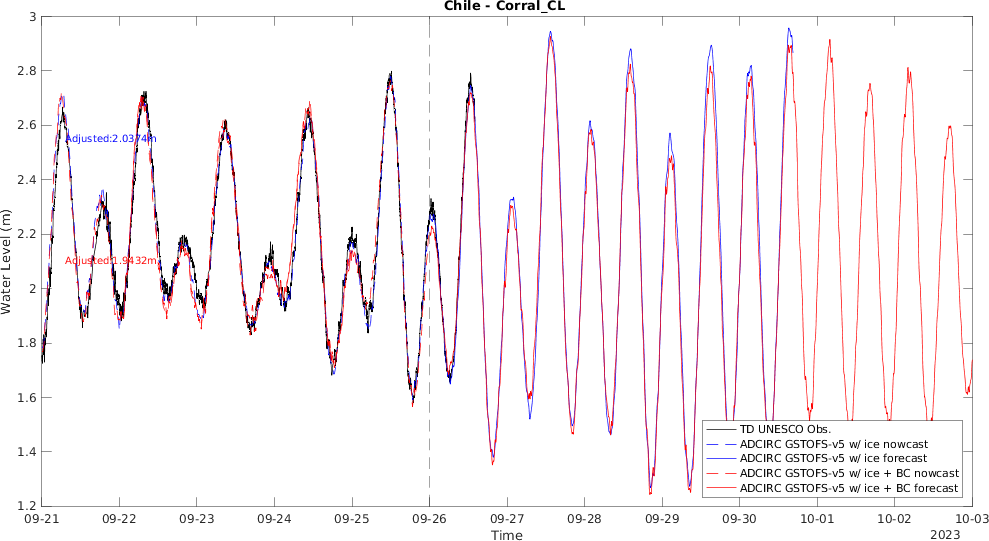 Chile - Corral_CL
Water Level (m)
3
2.8
2.6
2.4
2.2
2
1.8
1.6
1.4
1.2
Adjusted:2.0374m
Adjusted:1.9432m
TD UNESCO Obs.
ADCIRC GSTOFS-v5 w/ ice nowcast
ADCIRC GSTOFS-v5 w/ ice forecast
ADCIRC GSTOFS-v5 w/ ice + BC nowcast
ADCIRC GSTOFS-v5 w/ ice + BC forecast
09-21 09-22 09-23 09-24 09-25 09-26 09-27 09-28 09-29 09-30 10-01 10-02 10-03
Time
2023